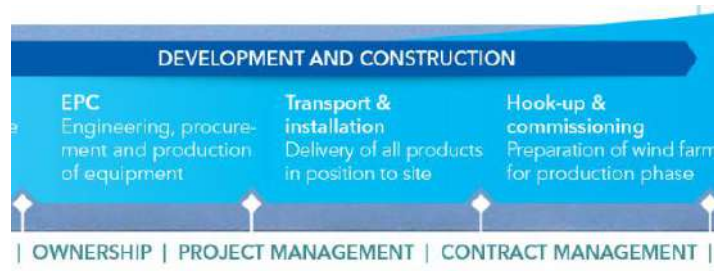 DEVELOPMENT AND CONSTRUCTION
EPC
Engineering, procure-
ment and production
of equipment
Transport &
installation
Delivery of all products
in position to site
Hook-up &
commissioning
Preparation of wind farm
for production phase
| OWNERSHIP | PROJECT MANAGEMENT | CONTRACT MANAGEMENT |